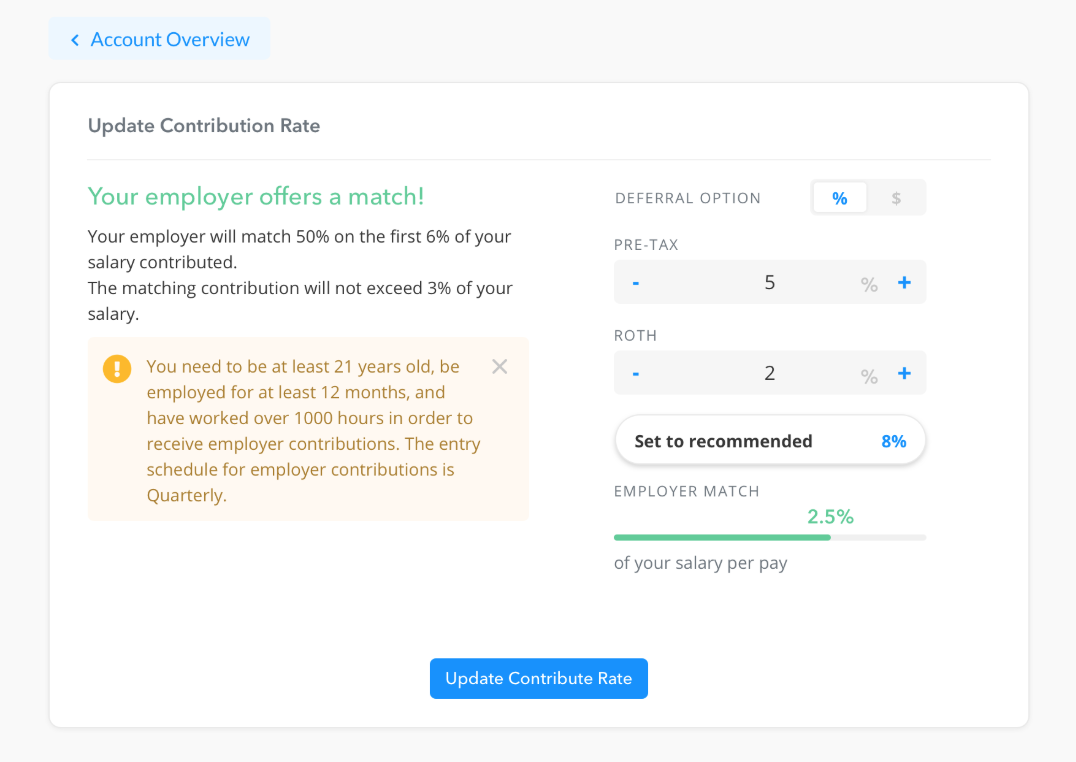 Account Overview
Update Contribution Rate
Your employer offers a match!
Your employer will match 50% on the first 6% of your
salary contributed.
The matching contribution will not exceed 3% of your
salary.
You need to be at least 21 years old, be
employed for at least 12 months, and
have worked over 1000 hours in order to
receive employer contributions. The entry
schedule for employer contributions is
Quarterly.
DEFERRAL OPTION % $
PRE-TAX
- 5 % +
ROTH
- 2 % +
Set to recommended 8%
EMPLOYER MATCH
2.5%
of your salary per pay
Update Contribute Rate